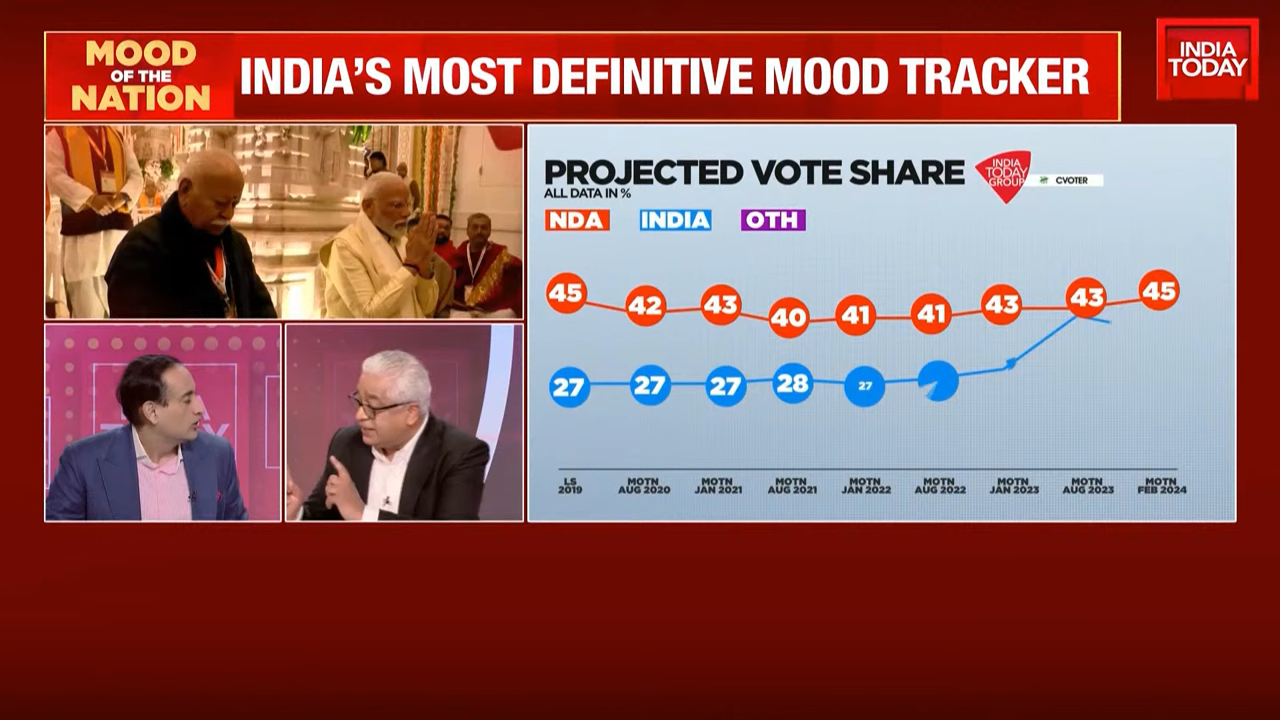 MOOD
OF THE
NATION
INDIA'S MOST DEFINITIVE MOOD TRACKER
INDIA
TODAY
PROJECTED VOTE SHARE
ALL DATA IN %
INDIA
TODAY
GROUP
CVOTER
NDA INDIA OTH
45 42 43 40 41 41 43 43 45
27 27 27 28 27
LS
2019
MOTN
AUG 2020
MOTN
JAN 2021
MOTN
AUG 2021
MOTN
JAN 2022
MOTN
AUG 2022
MOTN
JAN 2023
MOTN
AUG 2023
MOTN
FEB 2024